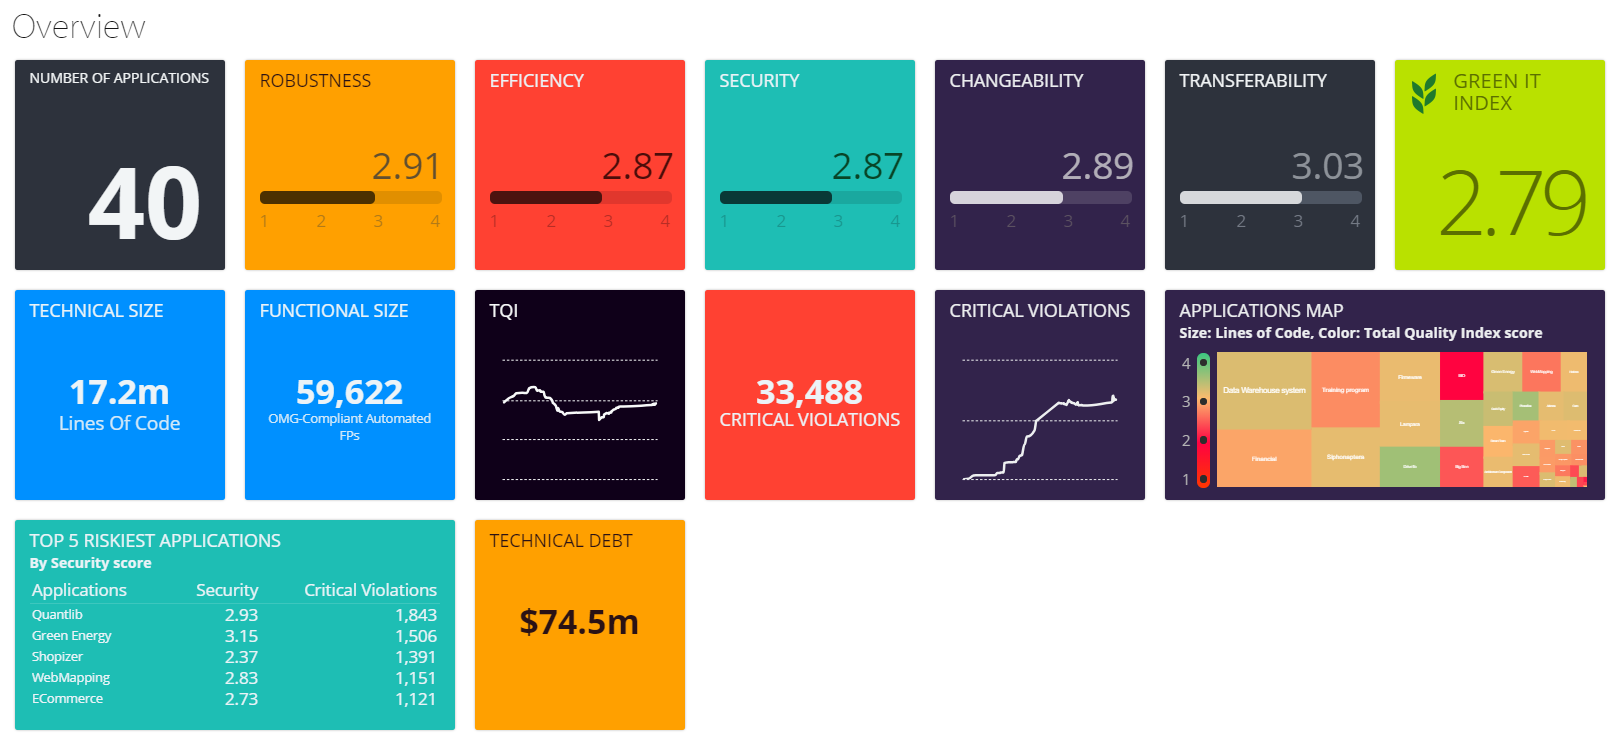 Overview
NUMBER OF APPLICATIONS
40
ROBUSTNESS
2.91
1 2 3 4
EFFICIENCY
2.87
1 2 3 4
SECURITY
2.87
1 2 3 4
CHANGEABILITY
2.89
1 2 3 4
TRANSFERABILITY
3.03
1 2 3 4
GREEN IT
INDEX
2.79
TECHNICAL SIZE
17.2m
Lines Of Code
FUNCTIONAL SIZE
59,622
OMG-Compliant Automated
FPs
TQI
33,488
CRITICAL VIOLATIONS
CRITICAL VIOLATIONS
APPLICATIONS MAP
Size: Lines of Code, Color: Total Quality Index score
4
3
2
1
Data Warehouse system
Training program
Financial
Siphonaptera
TOP 5 RISKIEST APPLICATIONS
By Security score
Applications Security Critical Violations
Quantlib 2.93 1,843
Green Energy 3.15 1,506
Shopizer 2.37 1,391
WebMapping 2.83 1,151
ECommerce 2.73 1,121
TECHNICAL DEBT
$74.5m